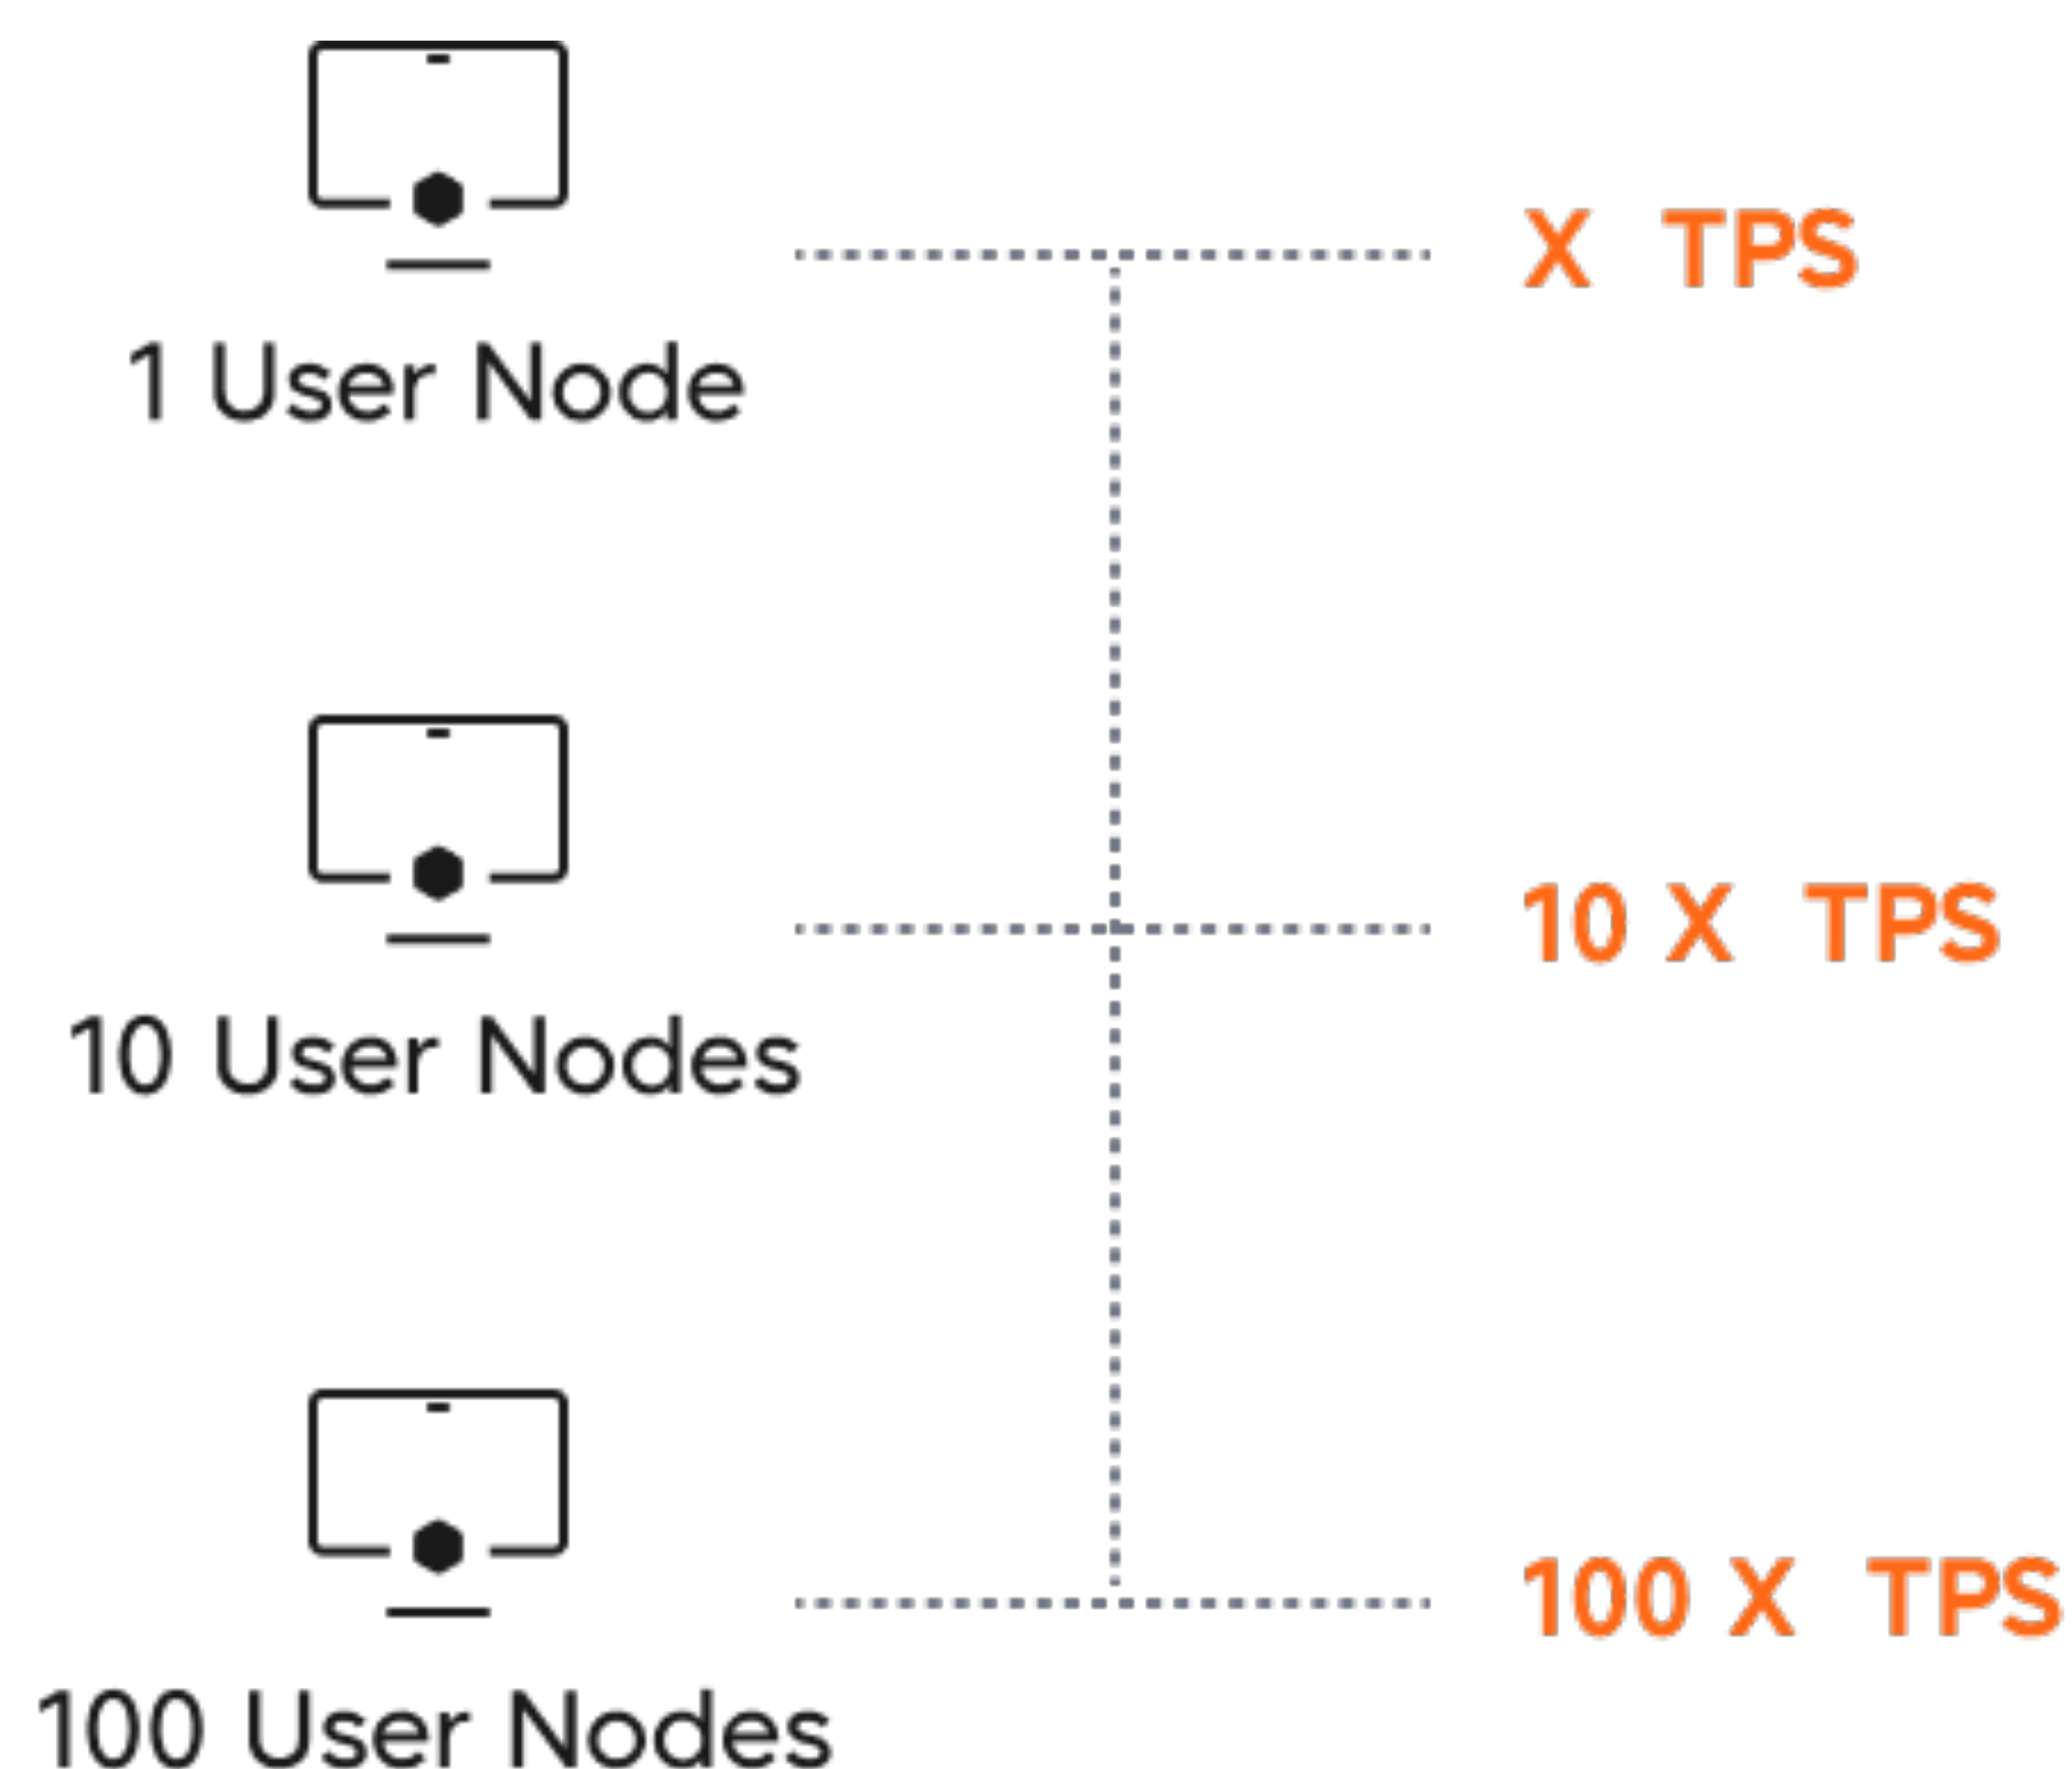 X TPS
1 User Node
10 X TPS
10 User Nodes
100 X TPS
100 User Nodes